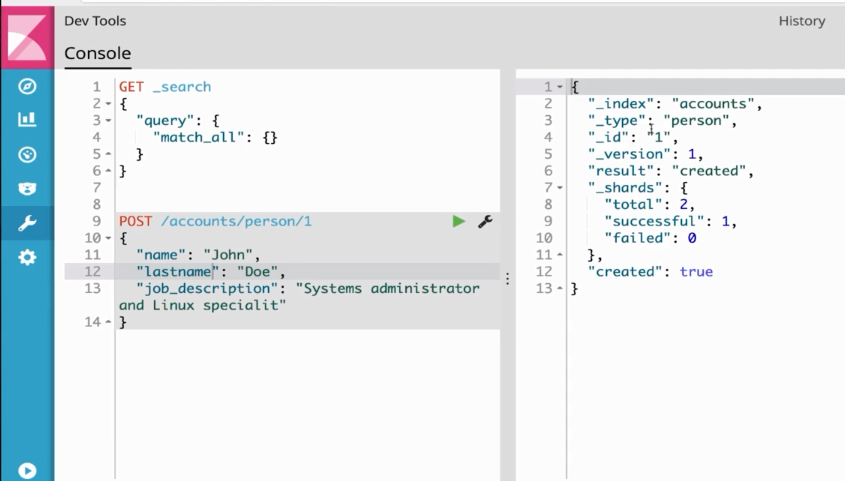 Dev Tools
History
Console
1 GET _search
2 {
3 "query": {
4 "match_all": {}
5 }
6 }
7
8
9 POST /accounts/person/1
10 {
11 "name": "John",
12 "lastname": "Doe",
13 "job_description": "Systems administrator
and Linux specialit"
14 }
1 {
2 "_index": "accounts",
3 "_type": "person",
4 "_id": "1",
5 "_version": 1,
6 "result": "created",
7 "_shards": {
8 "total": 2,
9 "successful": 1,
10 "failed": 0
11 },
12 "created": true
13 }